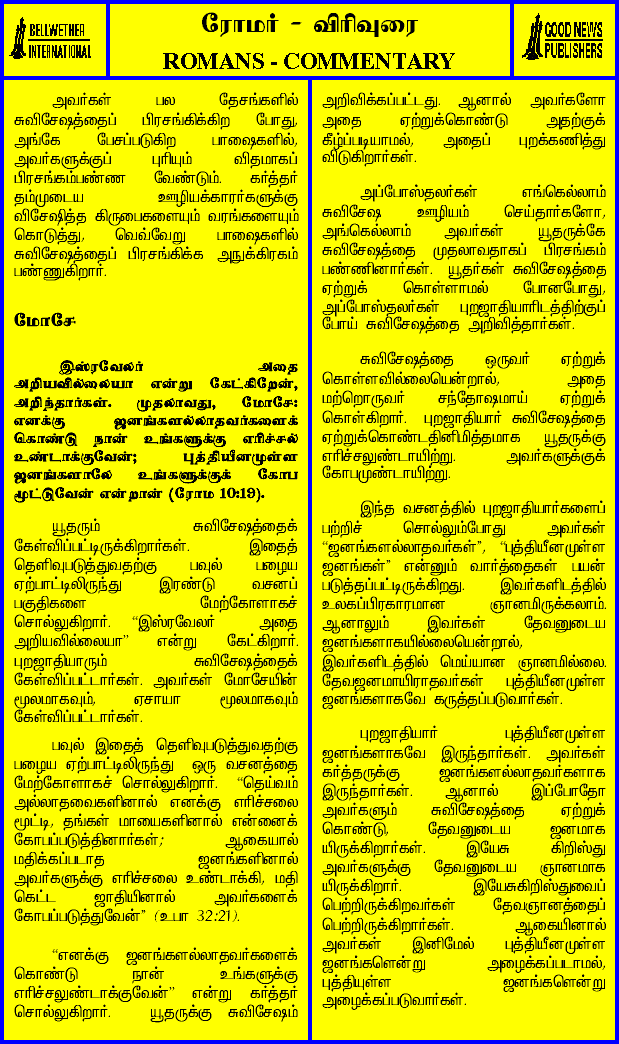 BELLWETHER
INTERNATIONAL
ரோமர் - விரிவுரை
ROMANS - COMMENTARY
GOOD NEWS
PUBLISHERS
அவர்கள் பல தேசங்களில்
சுவிசேஷத்தைப் பிரசங்கிக்கிற போது,
அங்கே பேசப்படுகிற பாஷைகளில்,
அவர்களுக்குப் புரியும் விதமாகப்
பிரசங்கம்பண்ண வேண்டும். கர்த்தர்
தம்முடைய ஊழியக்காரர்களுக்கு
விசேஷித்த கிருபைகளையும் வரங்களையும்
கொடுத்து, வெவ்வேறு பாஷைகளில்
சுவிசேஷத்தைப் பிரசங்கிக்க அநுக்கிரகம்
பண்ணுகிறார்.
மோசே
இஸ்ரவேலர் அதை
அறியவில்லையா என்று கேட்கிறேன்,
அறிந்தார்கள். முதலாவது, மோசே:
எனக்கு ஜனங்களல்லாதவர்களைக்
கொண்டு நான் உங்களுக்கு எரிச்சல்
உண்டாக்குவேன்; புத்தியீனமுள்ள
ஜனங்களாலே உங்களுக்குக் கோப
மூட்டுவேன் என்றான் (ரோம 10:19).
யூதரும் சுவிசேஷத்தைக்
கேள்விப்பட்டிருக்கிறார்கள். இதைத்
தெளிவுபடுத்துவதற்கு பவுல் பழைய
ஏற்பாட்டிலிருந்து இரண்டு வசனப்
பகுதிகளை மேற்கோளாகச்
சொல்லுகிறார். “இஸ்ரவேலர் அதை
அறியவில்லையா” என்று கேட்கிறார்.
புறஜாதியாரும் சுவிசேஷத்தைக்
கேள்விப்பட்டார்கள். அவர்கள் மோசேயின்
மூலமாகவும், ஏசாயா மூலமாகவும்
கேள்விப்பட்டார்கள்.
பவுல் இதைத் தெளிவுபடுத்துவதற்கு
பழைய ஏற்பாட்டிலிருந்து ஒரு வசனத்தை
மேற்கோளாகச் சொல்லுகிறார். “தெய்வம்
அல்லாதவைகளினால் எனக்கு எரிச்சலை
மூட்டி, தங்கள் மாயைகளினால் என்னைக்
கோபப்படுத்தினார்கள்; ஆகையால்
மதிக்கப்படாத ஜனங்களினால்
அவர்களுக்கு எரிச்சலை உண்டாக்கி, மதி
கெட்ட ஜாதியினால் அவர்களைக்
கோபப்படுத்துவேன்” (உபா 32:21).
“எனக்கு ஜனங்களல்லாதவர்களைக்
கொண்டு நான் உங்களுக்கு
எரிச்சலுண்டாக்குவேன்” என்று கர்த்தர்
சொல்லுகிறார். யூதருக்கு சுவிசேஷம்
அறிவிக்கப்பட்டது. ஆனால் அவர்களோ
அதை ஏற்றுக்கொண்டு அதற்குக்
கீழ்ப்படியாமல், அதைப் புறக்கணித்து
விடுகிறார்கள்.
அப்போஸ்தலர்கள் எங்கெல்லாம்
சுவிசேஷ ஊழியம் செய்தார்களோ,
அங்கெல்லாம் அவர்கள் யூதருக்கே
சுவிசேஷத்தை முதலாவதாகப் பிரசங்கம்
பண்ணினார்கள். யூதர்கள் சுவிசேஷத்தை
ஏற்றுக் கொள்ளாமல் போனபோது,
அப்போஸ்தலர்கள் புறஜாதியாரிடத்திற்குப்
போய் சுவிசேஷத்தை அறிவித்தார்கள்.
சுவிசேஷத்தை ஒருவர் ஏற்றுக்
கொள்ளவில்லையென்றால், அதை
மற்றொருவர் சந்தோஷமாய் ஏற்றுக்
கொள்கிறார். புறஜாதியார் சுவிசேஷத்தை
ஏற்றுக்கொண்டதினிமித்தமாக யூதருக்கு
எரிச்சலுண்டாயிற்று. அவர்களுக்குக்
கோபமுண்டாயிற்று.
இந்த வசனத்தில் புறஜாதியார்களைப்
பற்றிச் சொல்லும்போது அவர்கள்
“ஜனங்களல்லாதவர்கள்”, “புத்தியீனமுள்ள
ஜனங்கள்” என்னும் வார்த்தைகள் பயன்
படுத்தப்பட்டிருக்கிறது. இவர்களிடத்தில்
உலகப்பிரகாரமான ஞானமிருக்கலாம்.
ஆனாலும் இவர்கள் தேவனுடைய
ஜனங்களாகயில்லையென்றால்,
இவர்களிடத்தில் மெய்யான ஞானமில்லை.
தேவஜனமாயிராதவர்கள் புத்தியீனமுள்ள
ஜனங்களாகவே கருத்தப்படுவார்கள்.
புறஜாதியார் புத்தியீனமுள்ள
ஜனங்களாகவே இருந்தார்கள். அவர்கள்
கர்த்தருக்கு ஜனங்களல்லாதவர்களாக
இருந்தார்கள். ஆனால் இப்போதோ
அவர்களும் சுவிசேஷத்தை ஏற்றுக்
கொண்டு, தேவனுடைய ஜனமாக
யிருக்கிறார்கள். இயேசு கிறிஸ்து
அவர்களுக்கு தேவனுடைய ஞானமாக
யிருக்கிறார். இயேசுகிறிஸ்துவைப்
பெற்றிருக்கிறவர்கள் தேவஞானத்தைப்
பெற்றிருக்கிறார்கள். ஆகையினால்
அவர்கள் இனிமேல் புத்தியீனமுள்ள
ஜனங்களென்று அழைக்கப்படாமல்,
புத்தியுள்ள ஜனங்களென்று
அழைக்கப்படுவார்கள்.